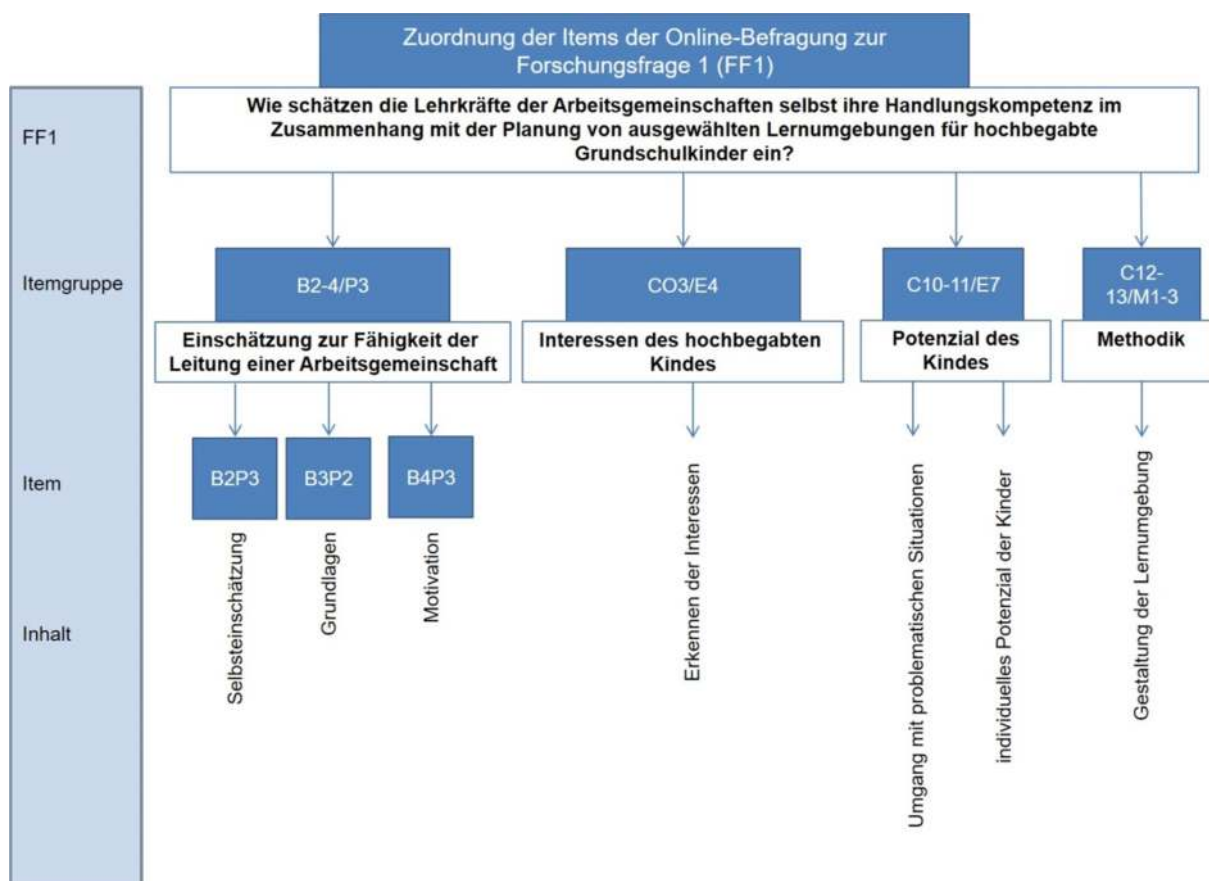 Zuordnung der Items der Online-Befragung zur
Forschungsfrage 1 (FF1)
FF1
Wie schätzen die Lehrkräfte der Arbeitsgemeinschaften selbst ihre Handlungskompetenz im
Zusammenhang mit der Planung von ausgewählten Lernumgebungen für hochbegabte
Grundschulkinder ein?
Itemgruppe
B2-4/P3
CO3/E4
C10-11/E7
C12-
13/M1-3
Einschätzung zur Fähigkeit der
Leitung einer Arbeitsgemeinschaft
Interessen des hochbegabten
Kindes
Potenzial des
Kindes
Methodik
Item
B2P3
B3P2
B4P3
Inhalt
Selbsteinschätzung
Grundlagen
Motivation
Erkennen der Interessen
Umgang mit problematischen Situationen
individuelles Potenzial der Kinder
Gestaltung der Lernumgebung